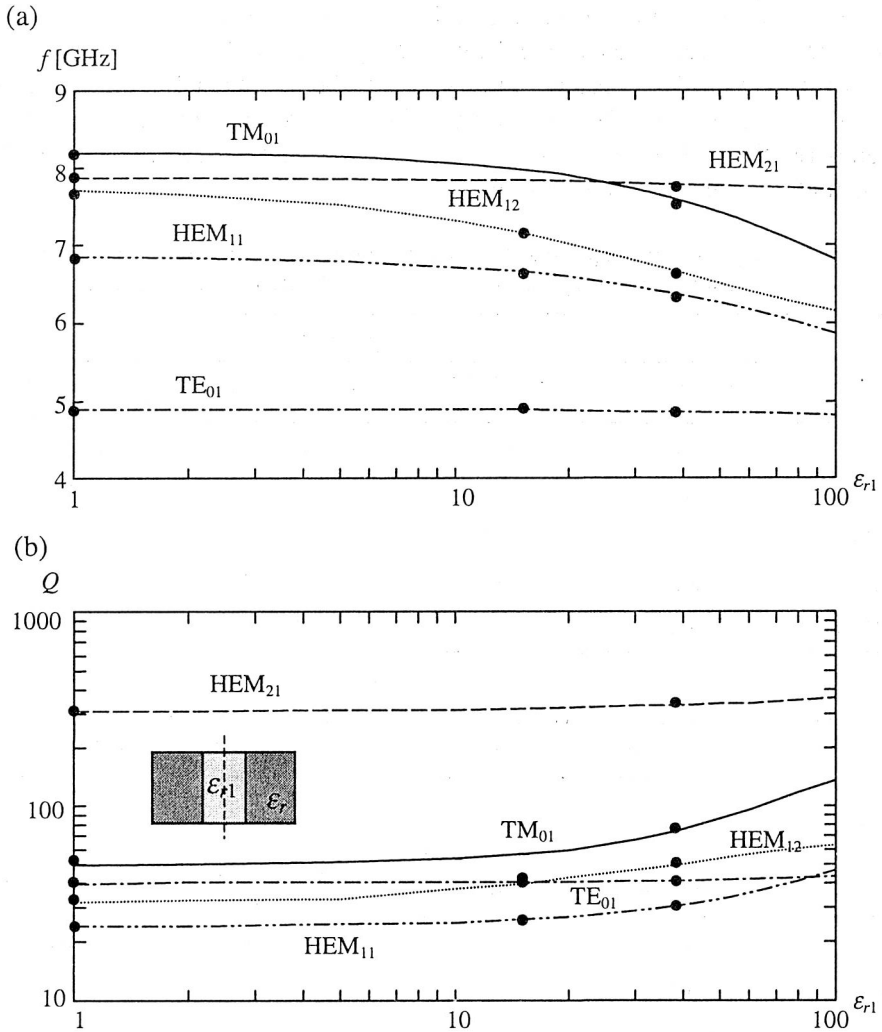 (a)
f [GHz]
9
TM₀₁
HEM₂₁
8
HEM₁₂
HEM₁₁
7
6
TE₀₁
5
4
1
10
100
εᵣ₁
(b)
Q
1000
HEM₂₁
εᵣ₁
εᵣ
100
TM₀₁
HEM₁₂
TE₀₁
HEM₁₁
10
1
10
100
εᵣ₁